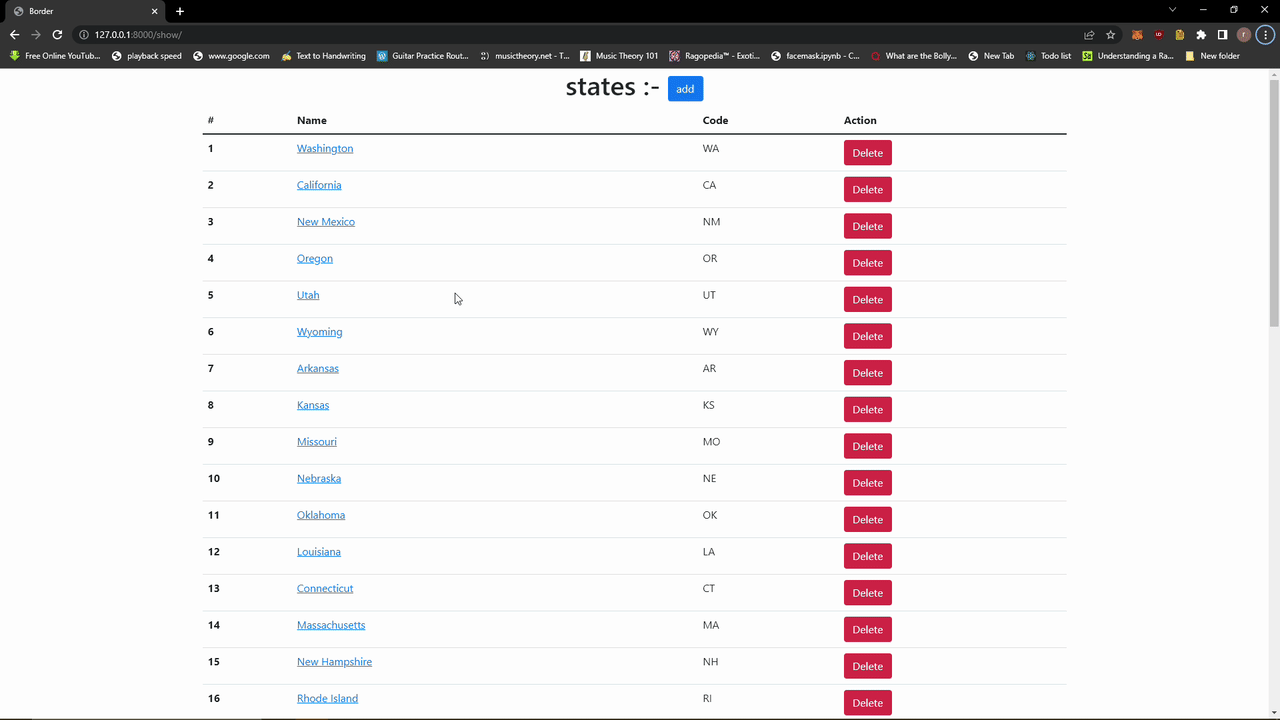 Border
127.0.0.1:8000/show/
Free Online YouTub... playback speed www.google.com Text to Handwriting Guitar Posture - Rout... musictheory.net - T... Music Theory 101 Ragopedia™ - Exoti... facemask.ipynb - C... What are the Bolly... New Tab Todo list Understanding a Ra... New folder
states :- add
# Name Code Action
1 Washington WA Delete
2 California CA Delete
3 New Mexico NM Delete
4 Oregon OR Delete
5 Utah UT Delete
6 Wyoming WY Delete
7 Arkansas AR Delete
8 Kansas KS Delete
9 Missouri MO Delete
10 Nebraska NE Delete
11 Oklahoma OK Delete
12 Louisiana LA Delete
13 Connecticut CT Delete
14 Massachusetts MA Delete
15 New Hampshire NH Delete
16 Rhode Island RI Delete